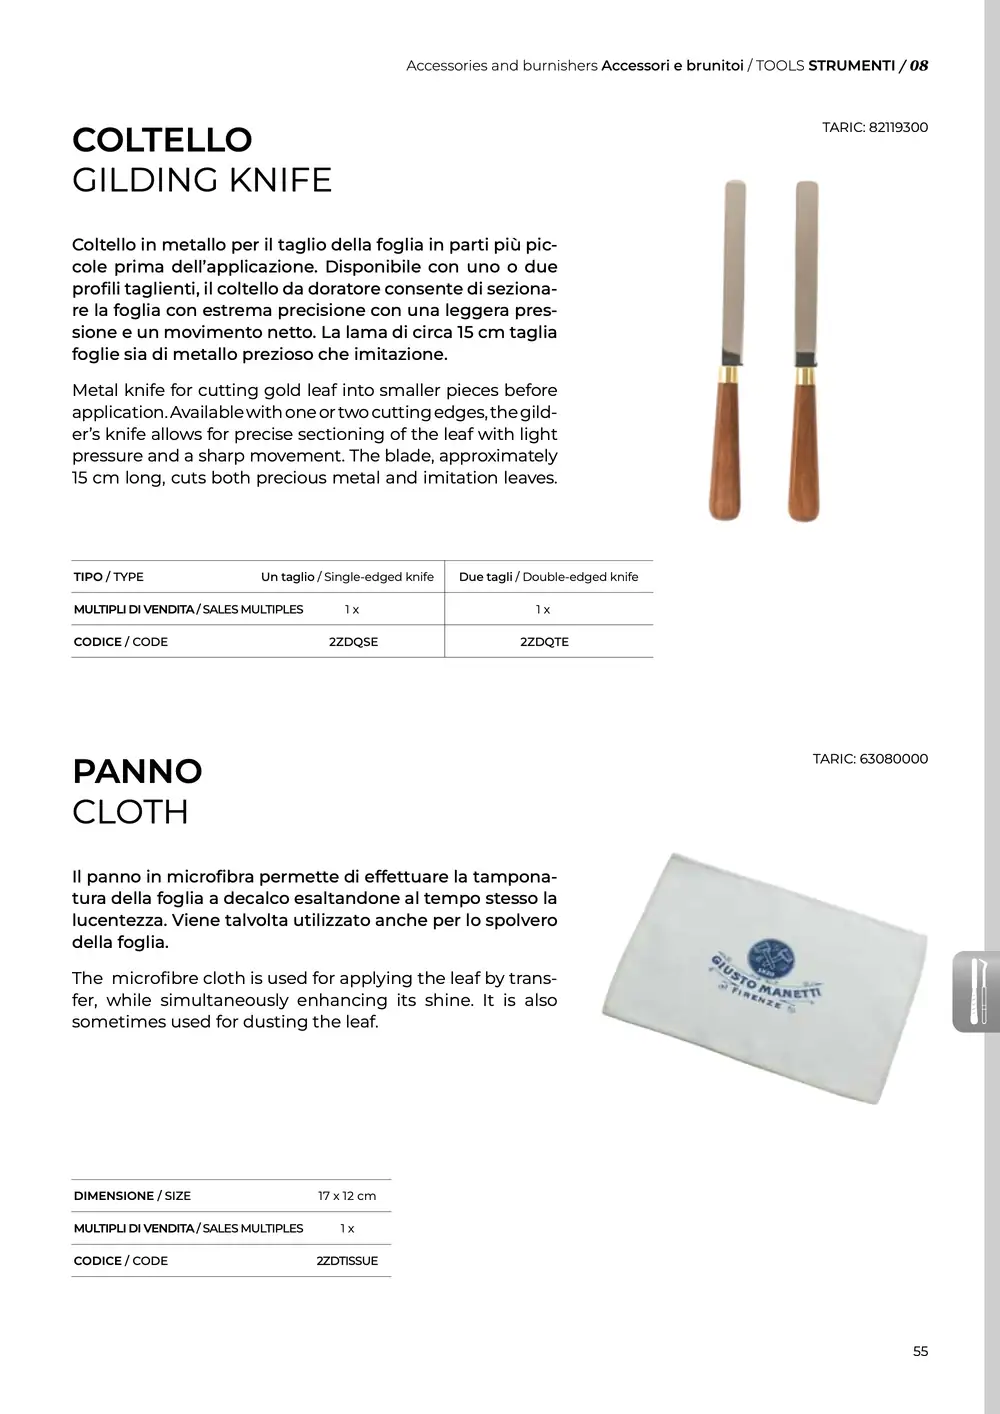 Accessories and burnishers Accessori e brunitoi / TOOLS STRUMENTI / 08
COLTELLO
GILDING KNIFE
TARIC: 82119300
Coltello in metallo per il taglio della foglia in parti più pic-
cole prima dell’applicazione. Disponibile con uno o due
profili taglienti, il coltello da doratore consente di seziona-
re la foglia con estrema precisione con una leggera pres-
sione e un movimento netto. La lama di circa 15 cm taglia
foglie sia di metallo prezioso che imitazione.
Metal knife for cutting gold leaf into smaller pieces before
application. Available with one or two cutting edges, the gild-
er’s knife allows for precise sectioning of the leaf with light
pressure and a sharp movement. The blade, approximately
15 cm long, cuts both precious metal and imitation leaves.
TIPO / TYPE Un taglio / Single-edged knife Due tagli / Double-edged knife
MULTIPLI DI VENDITA / SALES MULTIPLES 1 x 1 x
CODICE / CODE 2ZDQSE 2ZDQTE
PANNO
CLOTH
TARIC: 63080000
Il panno in microfibra permette di effettuare la tampona-
tura della foglia a decalco esaltandone al tempo stesso la
lucentezza. Viene talvolta utilizzato anche per lo spolvero
della foglia.
The microfibre cloth is used for applying the leaf by trans-
fer, while simultaneously enhancing its shine. It is also
sometimes used for dusting the leaf.
GIUSTO MANETTI
FIRENZE
DIMENSIONE / SIZE 17 x 12 cm
MULTIPLI DI VENDITA / SALES MULTIPLES 1 x
CODICE / CODE 2ZDTISSUE
55